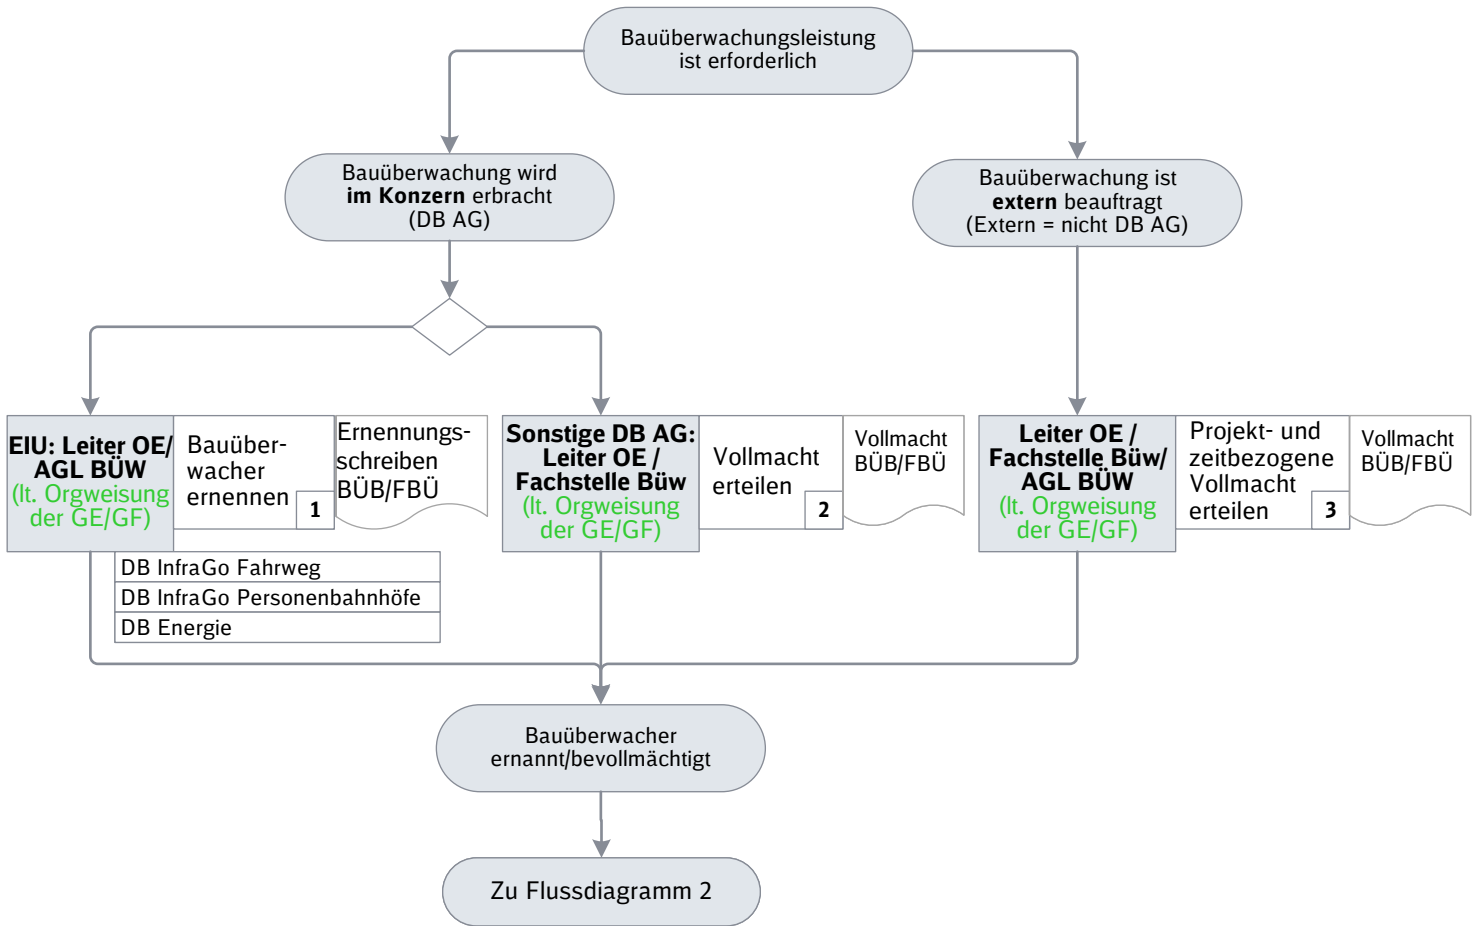 Bauüberwachungsleistung
ist erforderlich
Bauüberwachung wird
im Konzern erbracht
(DB AG)
Bauüberwachung ist
extern beauftragt
(Extern = nicht DB AG)
EIU: Leiter OE/
AGL BÜW
(lt. Orgweisung
der GE/GF)
Bauüber-
wacher
ernennen
1
Ernennungs-
schreiben
BÜB/FBÜ
DB InfraGo Fahrweg
DB InfraGo Personenbahnhöfe
DB Energie
Sonstige DB AG:
Leiter OE /
Fachstelle Büw
(lt. Orgweisung
der GE/GF)
Vollmacht
erteilen
2
Vollmacht
BÜB/FBÜ
Leiter OE /
Fachstelle Büw/
AGL BÜW
(lt. Orgweisung
der GE/GF)
Projekt- und
zeitbezogene
Vollmacht
erteilen
3
Vollmacht
BÜB/FBÜ
Bauüberwacher
ernannt/bevollmächtigt
Zu Flussdiagramm 2